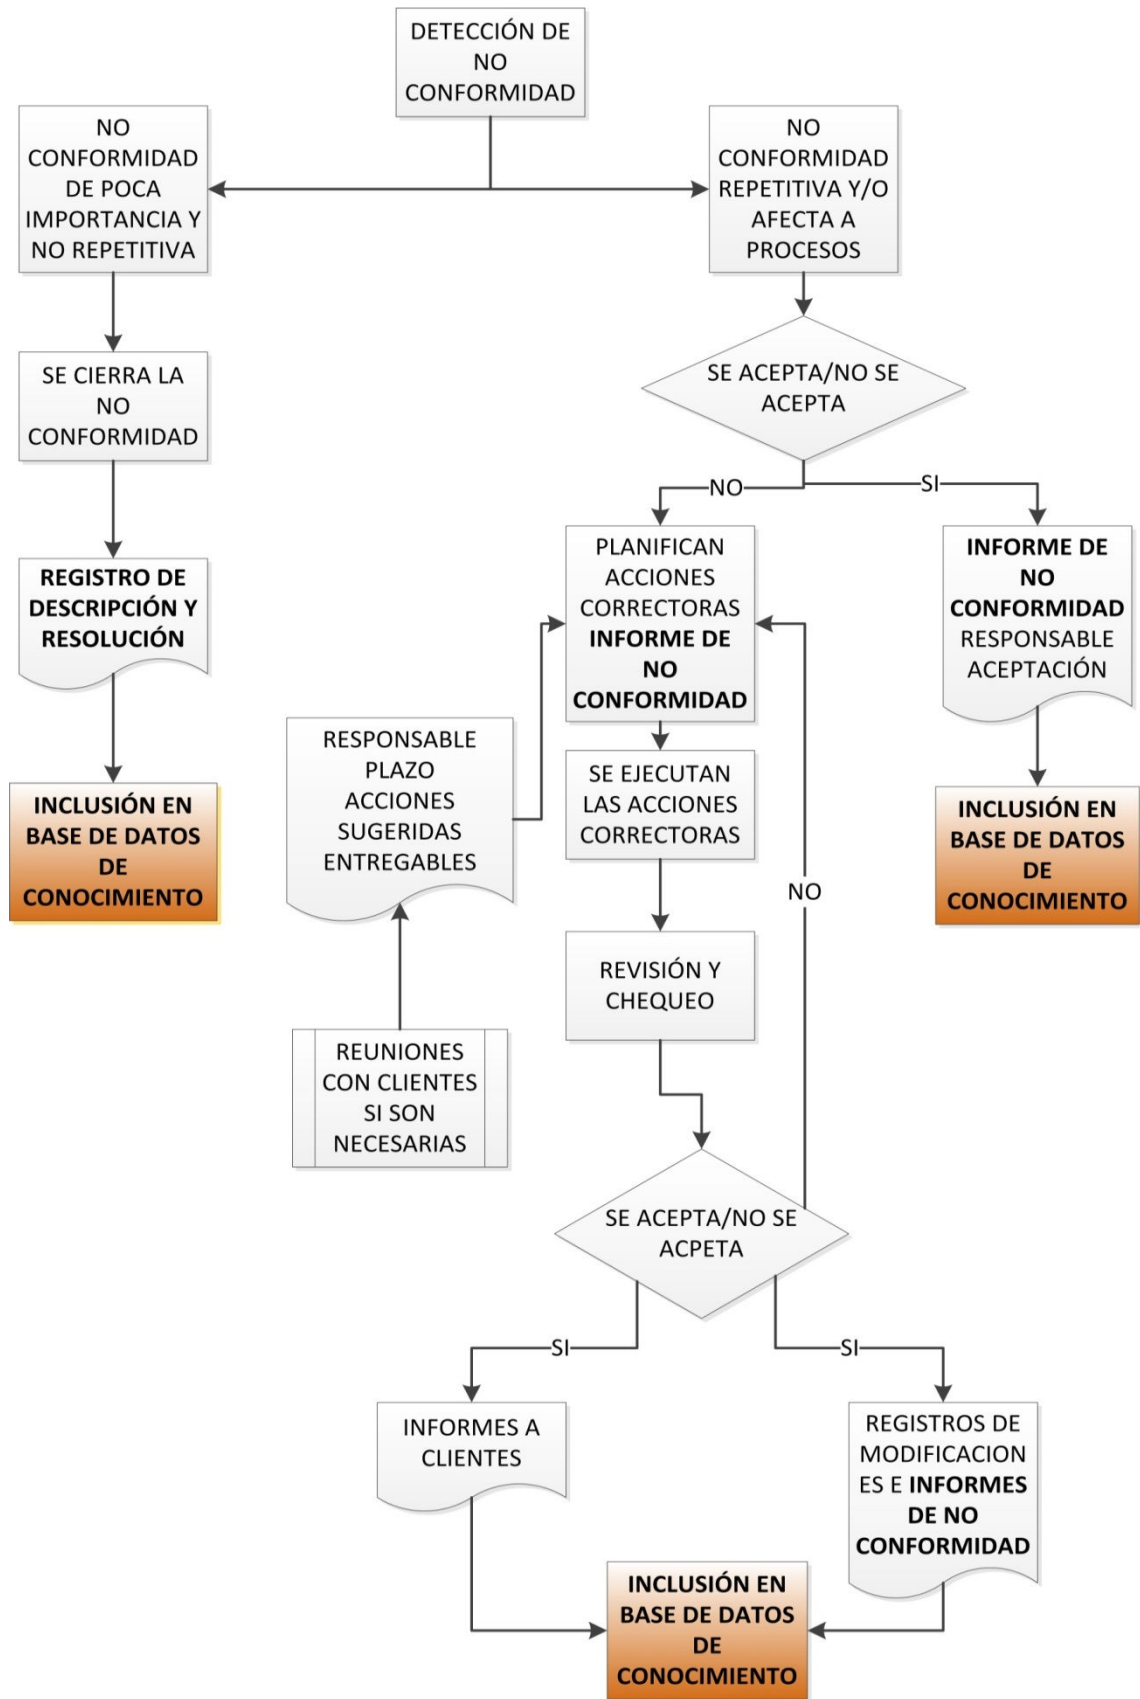 DETECCIÓN DE
NO
CONFORMIDAD
NO
CONFORMIDAD
DE POCA
IMPORTANCIA Y
NO REPETITIVA
NO
CONFORMIDAD
REPETITIVA Y/O
AFECTA A
PROCESOS
SE CIERRA LA
NO
CONFORMIDAD
SE ACEPTA/NO SE
ACEPTA
NO
SI
REGISTRO DE
DESCRIPCIÓN Y
RESOLUCIÓN
PLANIFICAN
ACCIONES
CORRECTORAS
INFORME DE
NO
CONFORMIDAD
INFORME DE
NO
CONFORMIDAD
RESPONSABLE
ACEPTACIÓN
RESPONSABLE
PLAZO
ACCIONES
SUGERIDAS
ENTREGABLES
SE EJECUTAN
LAS ACCIONES
CORRECTORAS
INCLUSIÓN EN
BASE DE DATOS
DE
CONOCIMIENTO
INCLUSIÓN EN
BASE DE DATOS
DE
CONOCIMIENTO
NO
REVISIÓN Y
CHEQUEO
REUNIONES
CON CLIENTES
SI SON
NECESARIAS
SE ACEPTA/NO SE
ACPETA
SI
SI
INFORMES A
CLIENTES
REGISTROS DE
MODIFICACION
ES E INFORMES
DE NO
CONFORMIDAD
INCLUSIÓN EN
BASE DE DATOS
DE
CONOCIMIENTO